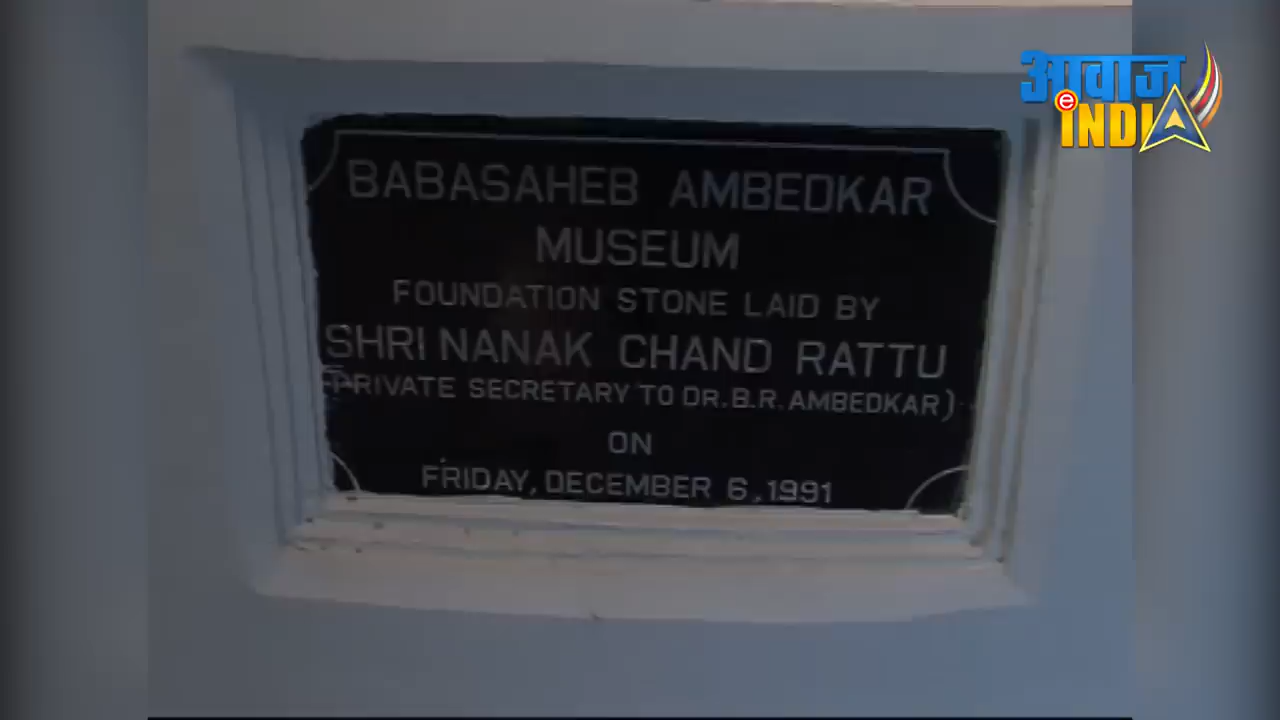 आवाज
e
INDIA
BABASAHEB AMBEDKAR
MUSEUM
FOUNDATION STONE LAID BY
SHRI NANAK CHAND RATTU
(PRIVATE SECRETARY TO DR. B.R. AMBEDKAR)
ON
FRIDAY, DECEMBER 6, 1991